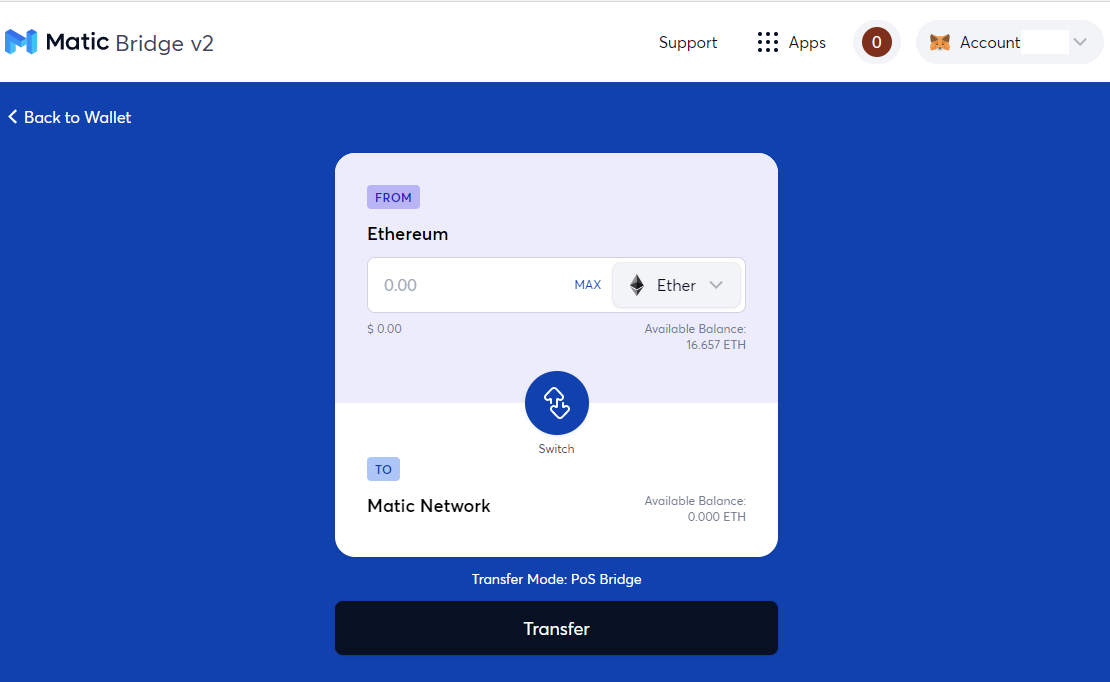 Matic Bridge v2
Support
Apps
0
Account
Back to Wallet
FROM
Ethereum
0.00
MAX
Ether
$ 0.00
Available Balance:
16.657 ETH
Switch
TO
Matic Network
Available Balance:
0.000 ETH
Transfer Mode: PoS Bridge
Transfer